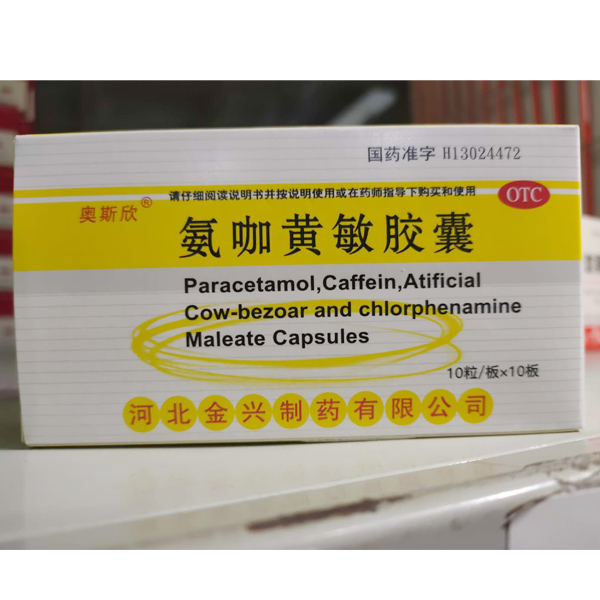 国药准字 H13024472
请仔细阅读说明书并按说明使用或在药师指导下购买和使用
OTC
奥斯欣®
氨咖黄敏胶囊
Paracetamol,Caffein,Atificial
Cow-bezoar and chlorphenamine
Maleate Capsules
10粒/板×10板
河北金兴制药有限公司